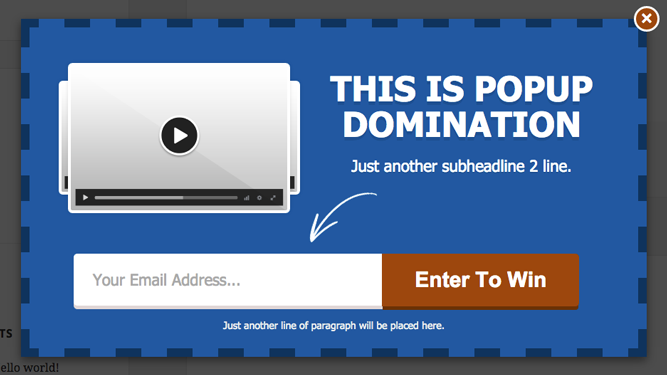 THIS IS POPUP
DOMINATION
Just another subheadline 2 line.
Your Email Address...
Enter To Win
Just another line of paragraph will be placed here.
TS
ello world!